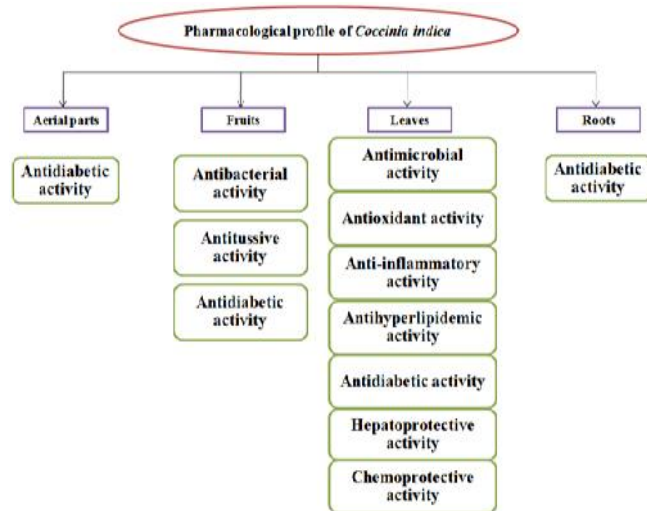 Pharmacological profile of Coccinia indica
Aerial parts
Fruits
Leaves
Roots
Antidiabetic
activity
Antibacterial
activity
Antitussive
activity
Antidiabetic
activity
Antimicrobial
activity
Antioxidant activity
Anti-inflammatory
activity
Antihyperlipidemic
activity
Antidiabetic activity
Hepatoprotective
activity
Chemoprotective
activity
Antidiabetic
activity